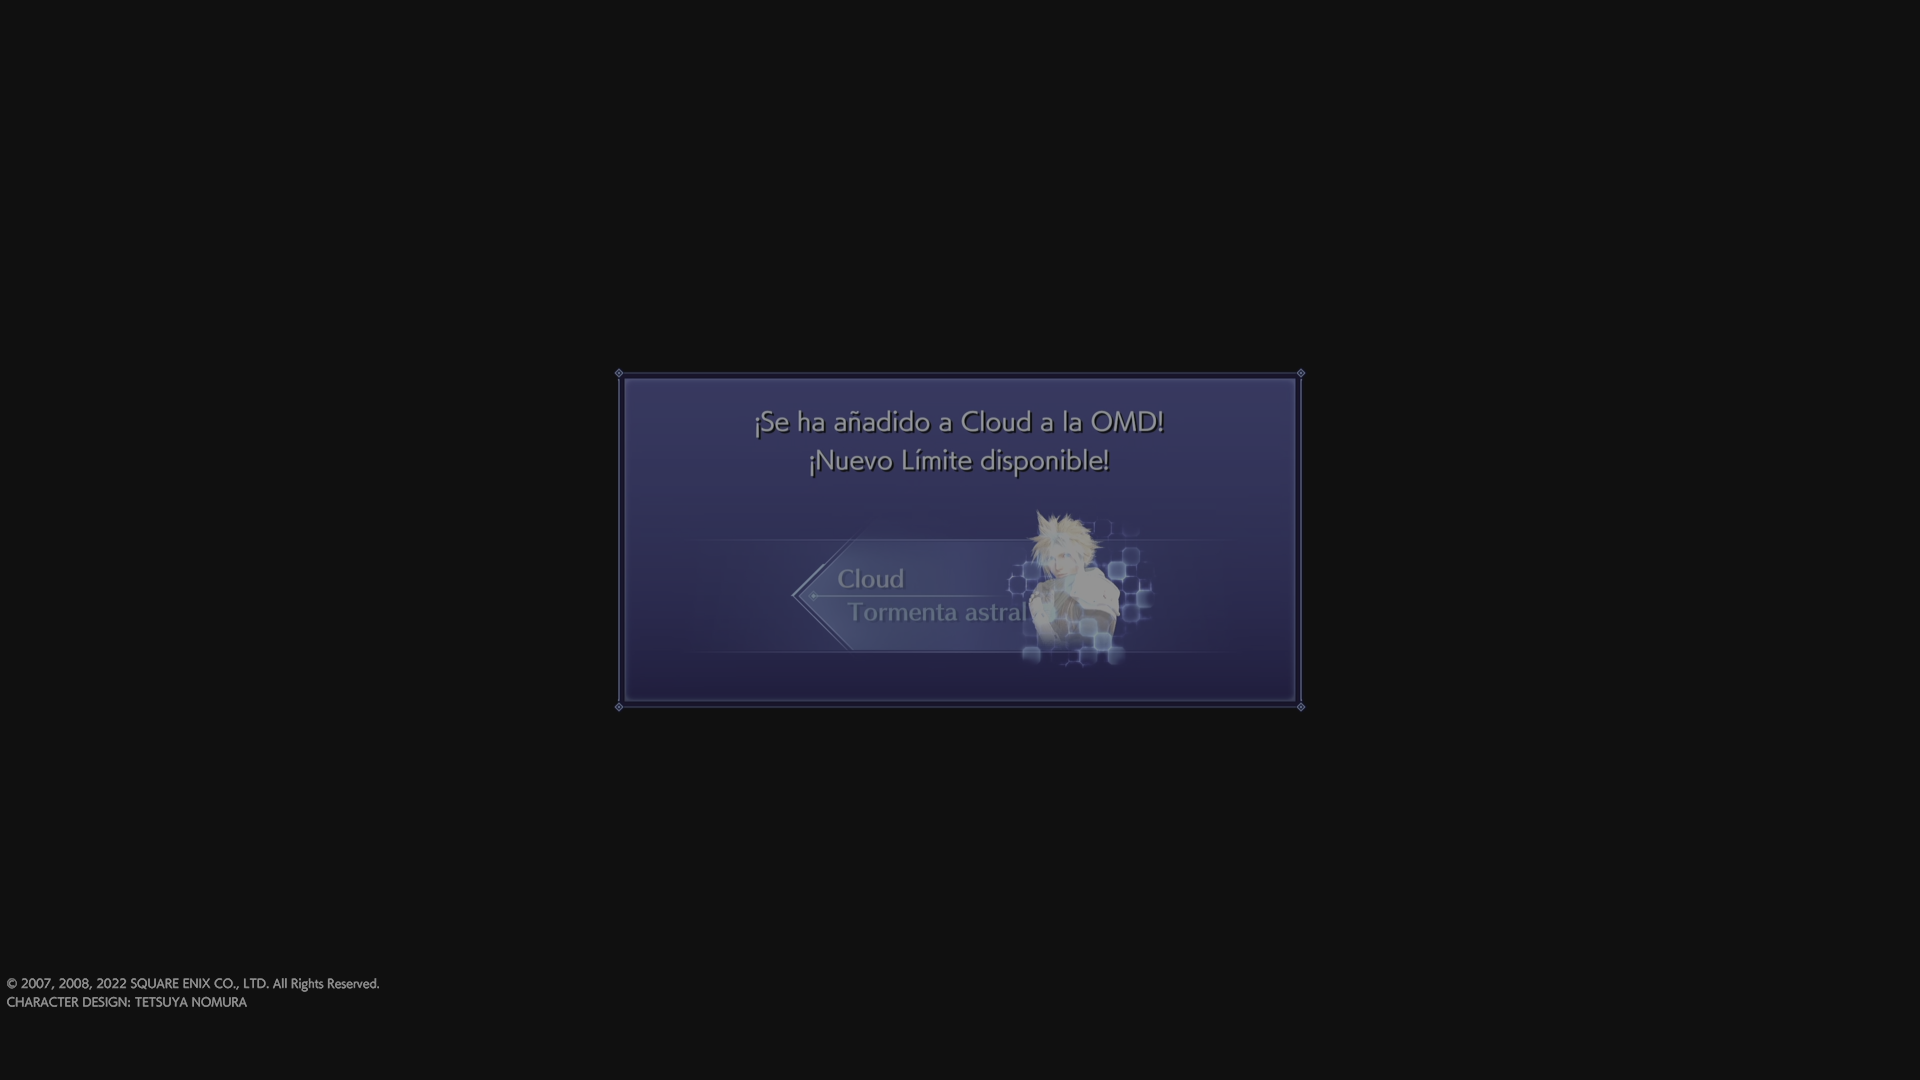 ¡Se ha añadido a Cloud a la OMD!
¡Nuevo Límite disponible!
Cloud
Tormenta astral
© 2007, 2008, 2022 SQUARE ENIX CO., LTD. All Rights Reserved.
CHARACTER DESIGN: TETSUYA NOMURA